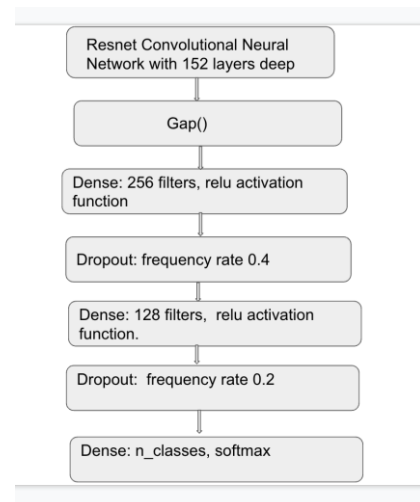 Resnet Convolutional Neural
Network with 152 layers deep
Gap()
Dense: 256 filters, relu activation
function
Dropout: frequency rate 0.4
Dense: 128 filters, relu activation
function.
Dropout: frequency rate 0.2
Dense: n_classes, softmax